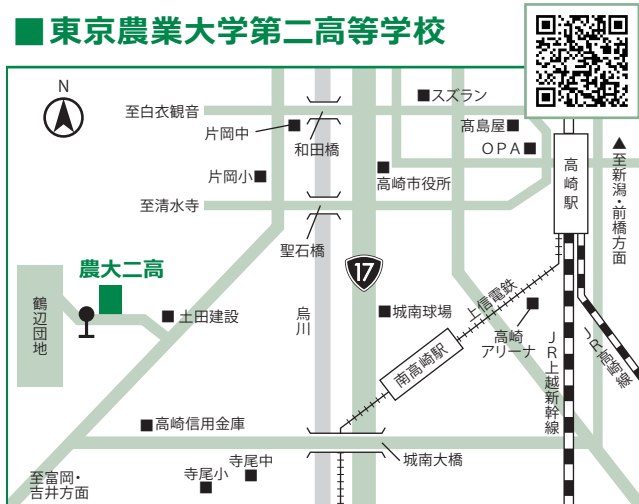 ■東京農業大学第二高等学校
N
至白衣観音
片岡中
和田橋
スズラン
髙島屋
OPA
高崎駅
▲至新潟・前橋方面
片岡小
高崎市役所
至清水寺
聖石橋
農大二高
鶴辺団地
土田建設
烏川
17
城南球場
上信電鉄
高崎
アリーナ
南高崎駅
JR上越新幹線
JR高崎線
高崎信用金庫
城南大橋
至富岡・
吉井方面
寺尾中
寺尾小